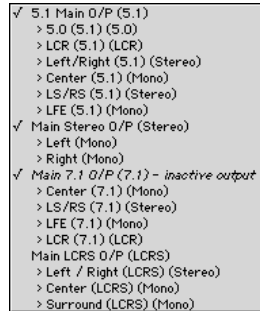 ✓ 5.1 Main O/P (5.1)
> 5.0 (5.1) (5.0)
> LCR (5.1) (LCR)
> Left/Right (5.1) (Stereo)
> Center (5.1) (Mono)
> LS/RS (5.1) (Stereo)
> LFE (5.1) (Mono)
✓ Main Stereo O/P (Stereo)
> Left (Mono)
> Right (Mono)
✓ Main 7.1 O/P (7.1) - inactive output
> Center (7.1) (Mono)
> LS/RS (7.1) (Stereo)
> LFE (7.1) (Mono)
> LCR (7.1) (LCR)
Main LCRS O/P (LCRS)
> Left / Right (LCRS) (Stereo)
> Center (LCRS) (Mono)
> Surround (LCRS) (Mono)